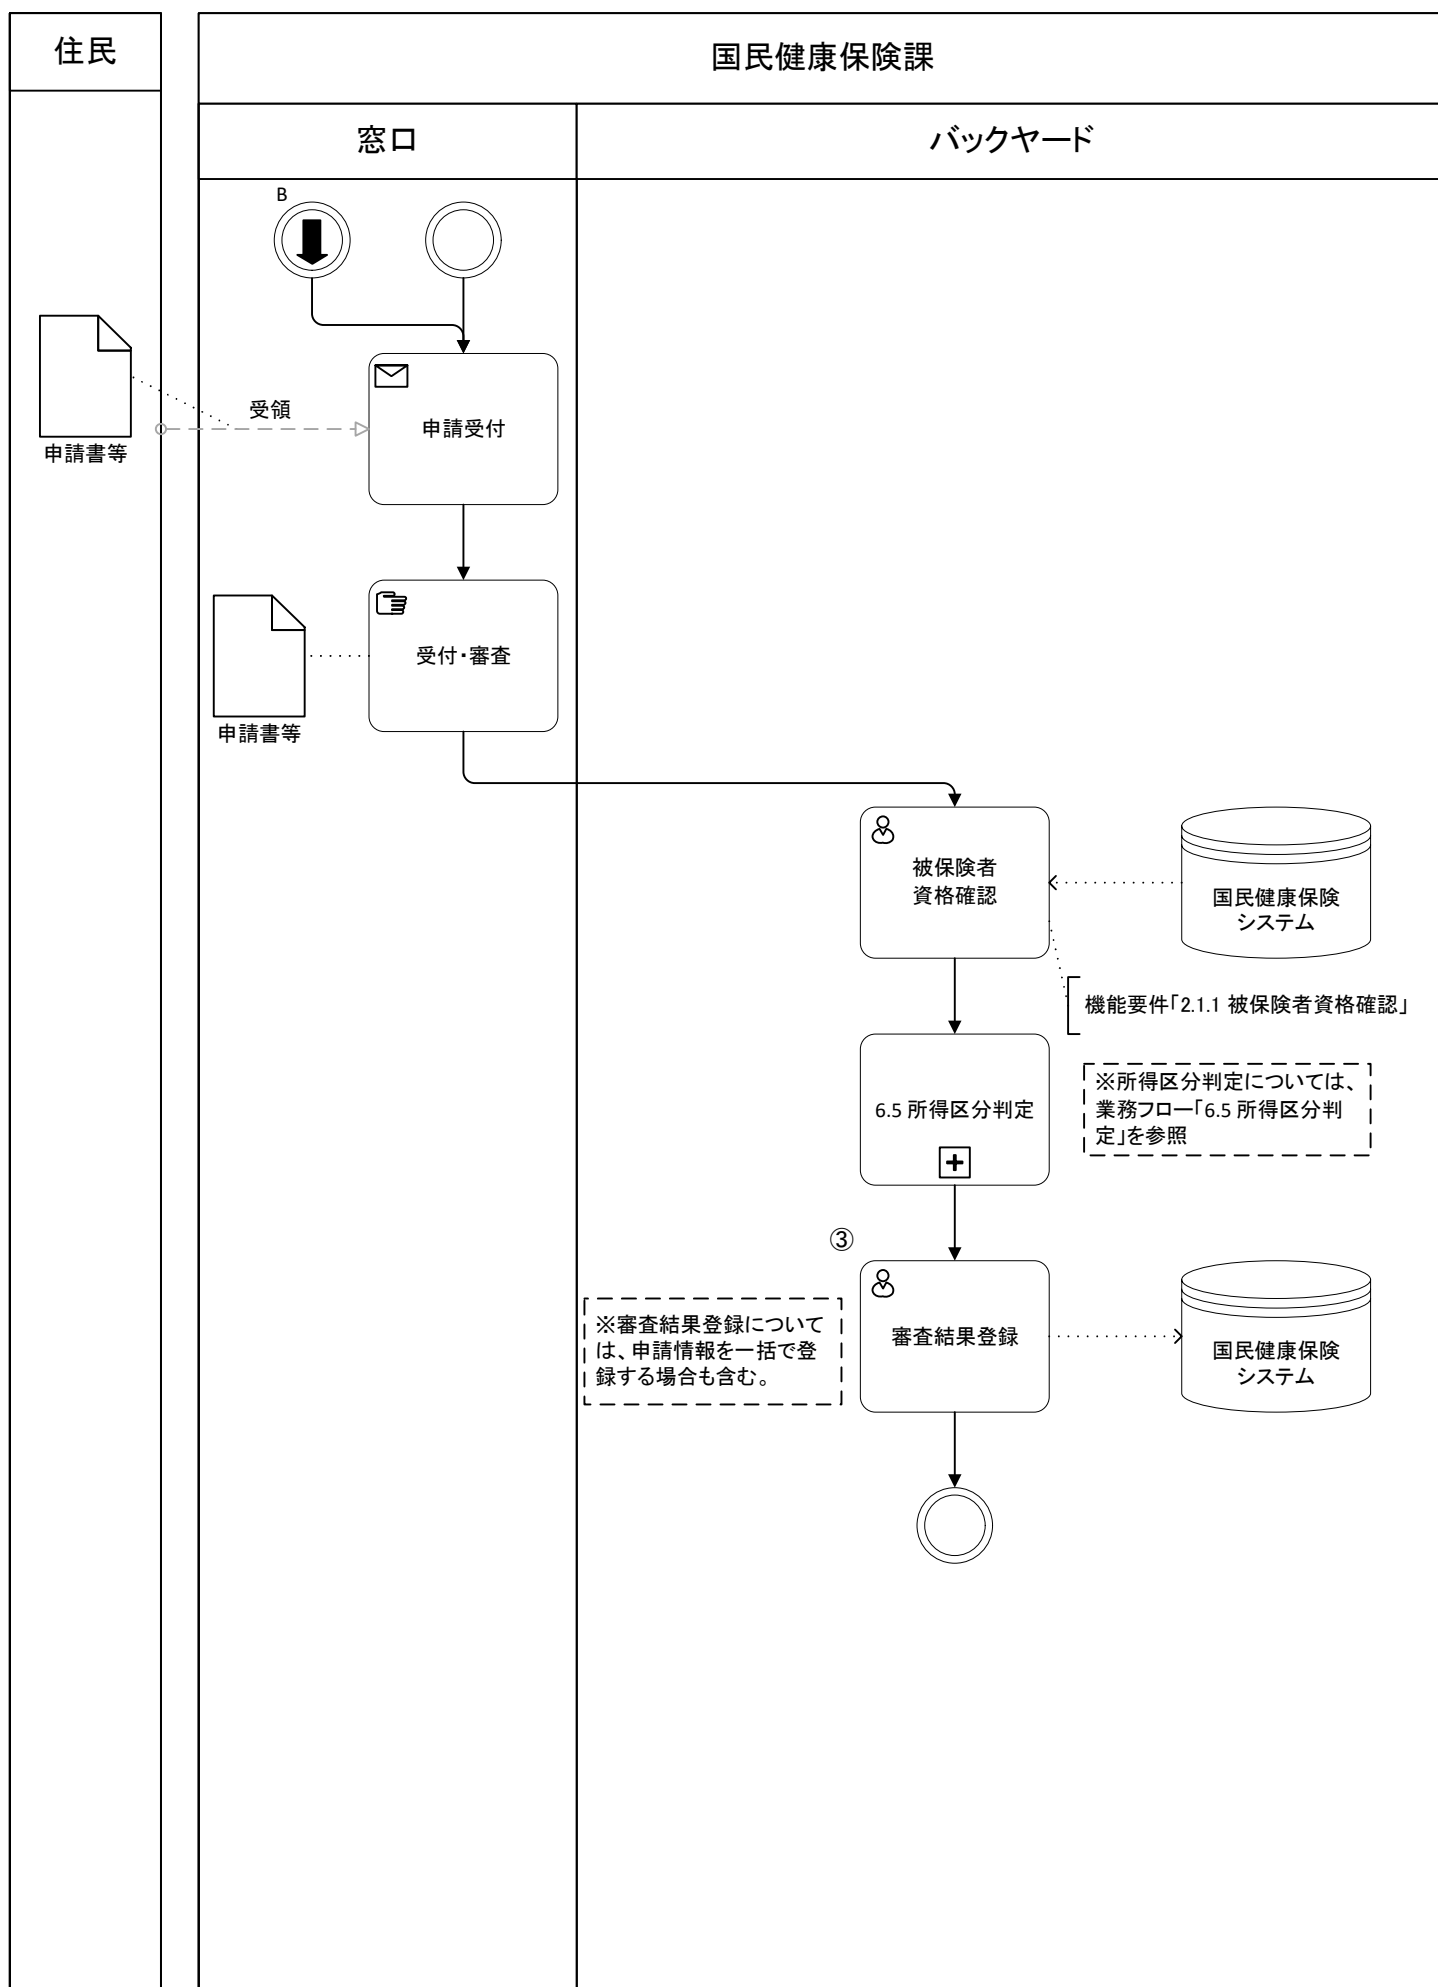 住民
国民健康保険課
窓口
バックヤード
B
受領
申請受付
申請書等
受付・審査
申請書等
被保険者
資格確認
国民健康保険
システム
機能要件「2.1.1 被保険者資格確認」
6.5 所得区分判定
※所得区分判定については、
業務フロー「6.5 所得区分判
定」を参照
③
※審査結果登録について
は、申請情報を一括で登
録する場合も含む。
審査結果登録
国民健康保険
システム